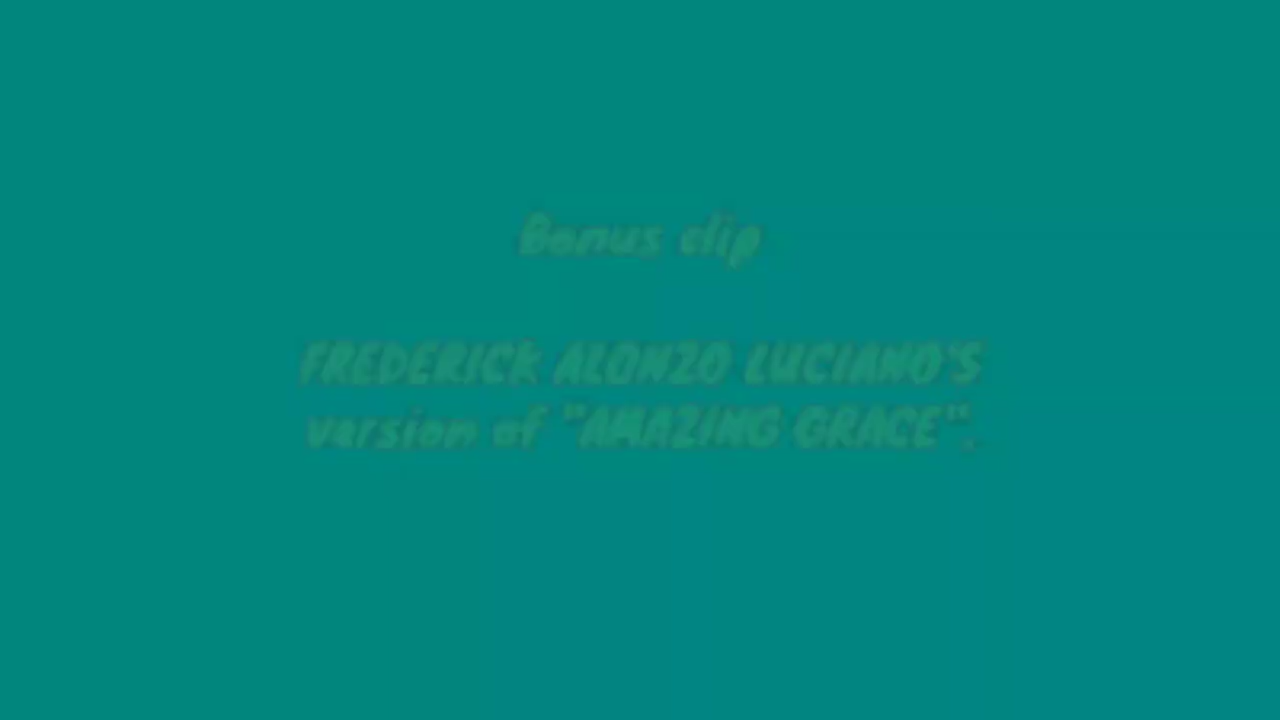 Bonus clip
FREDERICK ALONZO LUCIANO'S
version of "AMAZING GRACE".